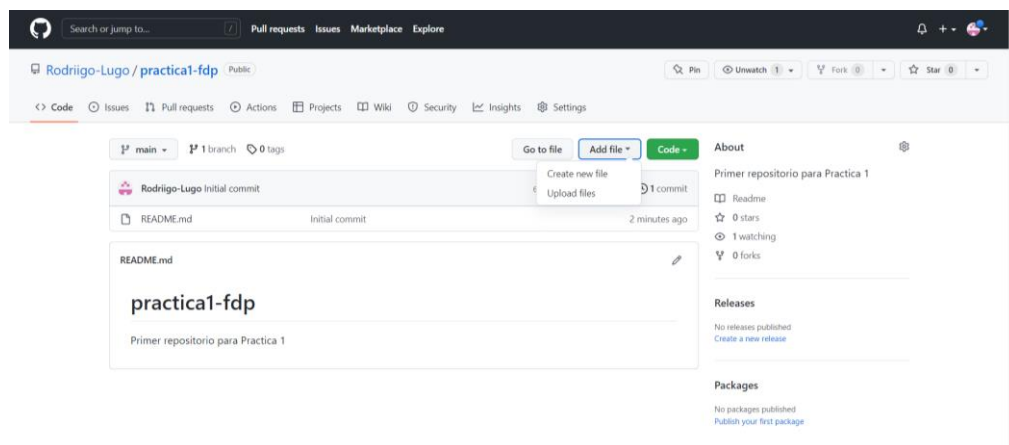 Search or jump to... /
Pull requests Issues Marketplace Explore
Rodriigo-Lugo / practica1-fdp Public
Pin Unwatch 1 Fork 0 Star 0
Code Issues Pull requests Actions Projects Wiki Security Insights Settings
main 1 branch 0 tags
Go to file Add file Code
Create new file
Upload files
Rodriigo-Lugo Initial commit
1 commit
README.md Initial commit 2 minutes ago
README.md
practica1-fdp
Primer repositorio para Practica 1
About
Primer repositorio para Practica 1
Readme
0 stars
1 watching
0 forks
Releases
No releases published
Create a new release
Packages
No packages published
Publish your first package